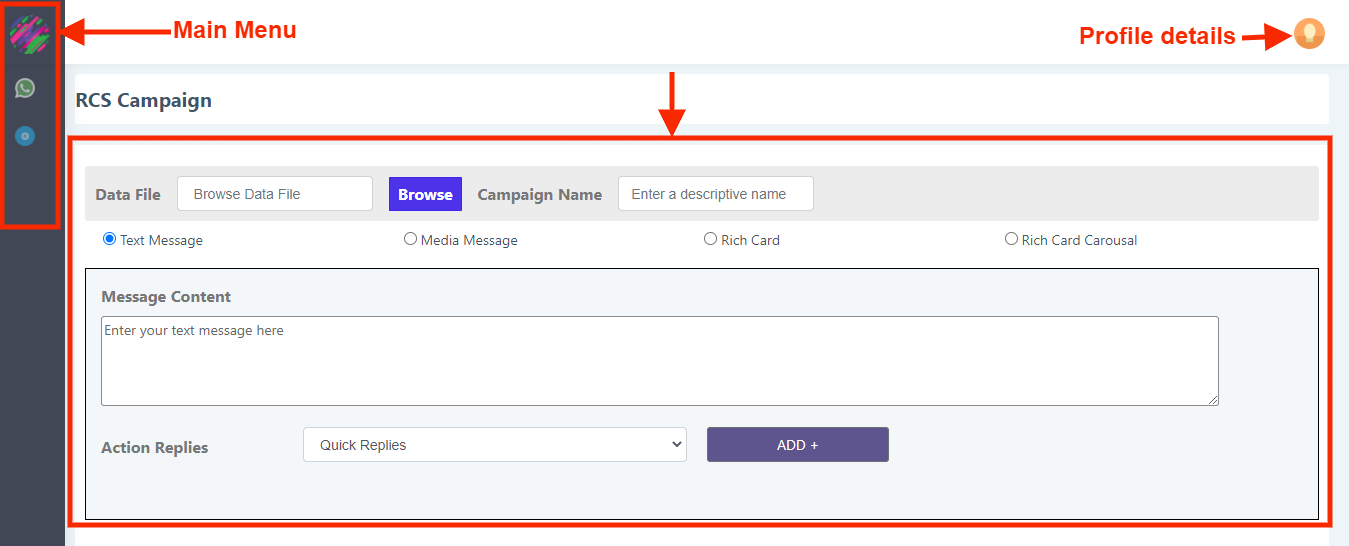 Main Menu
Profile details
RCS Campaign
Data File Browse Data File Browse Campaign Name Enter a descriptive name
Text Message Media Message Rich Card Rich Card Carousal
Message Content
Enter your text message here
Action Replies Quick Replies ADD +